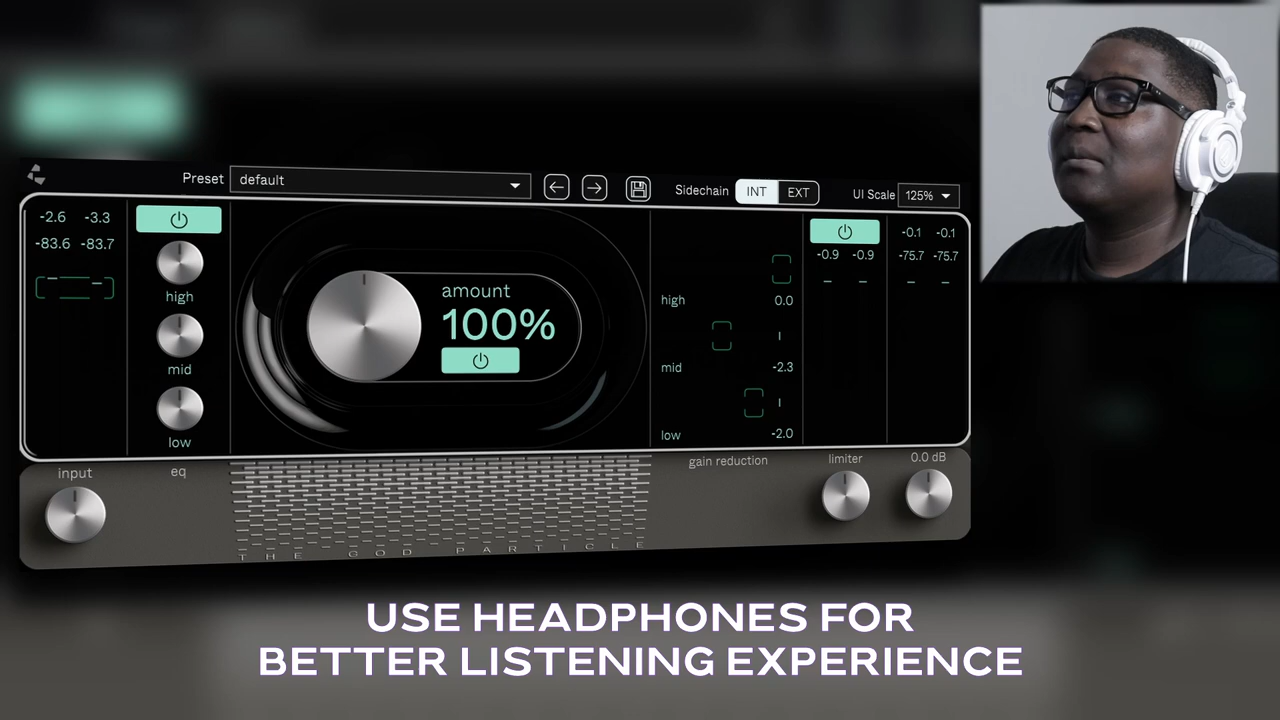 Preset default Sidechain INT EXT UI Scale 125%
-2.6 -3.3
-83.6 -83.7
high
mid
low
amount
100%
high 0.0
mid -2.3
low -2.0
-0.9 -0.9
-0.1 -0.1
-75.7 -75.7
input eq gain reduction limiter 0.0 dB
THE GOD PARTICLE
USE HEADPHONES FOR
BETTER LISTENING EXPERIENCE